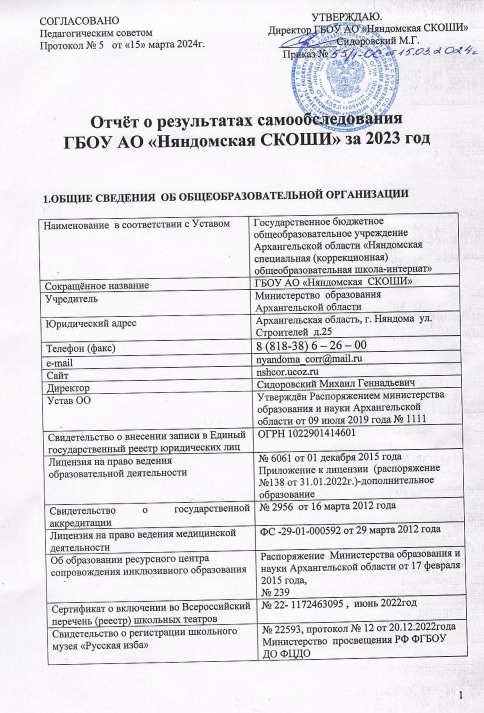 СОГЛАСОВАНО
Педагогическим советом
Протокол № 5 от «15» марта 2024г.
УТВЕРЖДАЮ.
Директор ГБОУ АО «Няндомская СКОШИ»
Сидоровский М.Г.
Приказ № 55/1-ОС от 15.03.2024г
Отчёт о результатах самообследования
ГБОУ АО «Няндомская СКОШИ» за 2023 год
1.ОБЩИЕ СВЕДЕНИЯ ОБ ОБЩЕОБРАЗОВАТЕЛЬНОЙ ОРГАНИЗАЦИИ
Наименование в соответствии с Уставом
Государственное бюджетное
общеобразовательное учреждение
Архангельской области «Няндомская
специальная (коррекционная)
общеобразовательная школа-интернат»
Сокращённое название
ГБОУ АО «Няндомская СКОШИ»
Учредитель
Министерство образования
Архангельской области
Юридический адрес
Архангельская область, г. Няндома ул.
Строителей д.25
Телефон (факс)
8 (818-38) 6 – 26 – 00
e-mail
nyandoma_corr@mail.ru
Сайт
nshcor.ucoz.ru
Директор
Сидоровский Михаил Геннадьевич
Устав ОО
Утверждён Распоряжением министерства
образования и науки Архангельской
области от 09 июля 2019 года № 1111
Свидетельство о внесении записи в Единый
государственный реестр юридических лиц
ОГРН 1022901414601
Лицензия на право ведения
образовательной деятельности
№ 6061 от 01 декабря 2015 года
Приложение к лицензии (распоряжение
№138 от 31.01.2022г.)-дополнительное
образование
Свидетельство о государственной
аккредитации
№ 2956 от 16 марта 2012 года
Лицензия на право ведения медицинской
деятельности
ФС -29-01-000592 от 29 марта 2012 года
Об образовании ресурсного центра
сопровождения инклюзивного образования
Распоряжение Министерства образования и
науки Архангельской области от 17 февраля
2015 года,
№ 239
Сертификат о включении во Всероссийский
перечень (реестр) школьных театров
№ 22- 1172463095 , июнь 2022год
Свидетельство о регистрации школьного
музея «Русская изба»
№ 22593, протокол № 12 от 20.12.2022года
Министерство просвещения РФ ФГБОУ
ДО ФЦДО
1